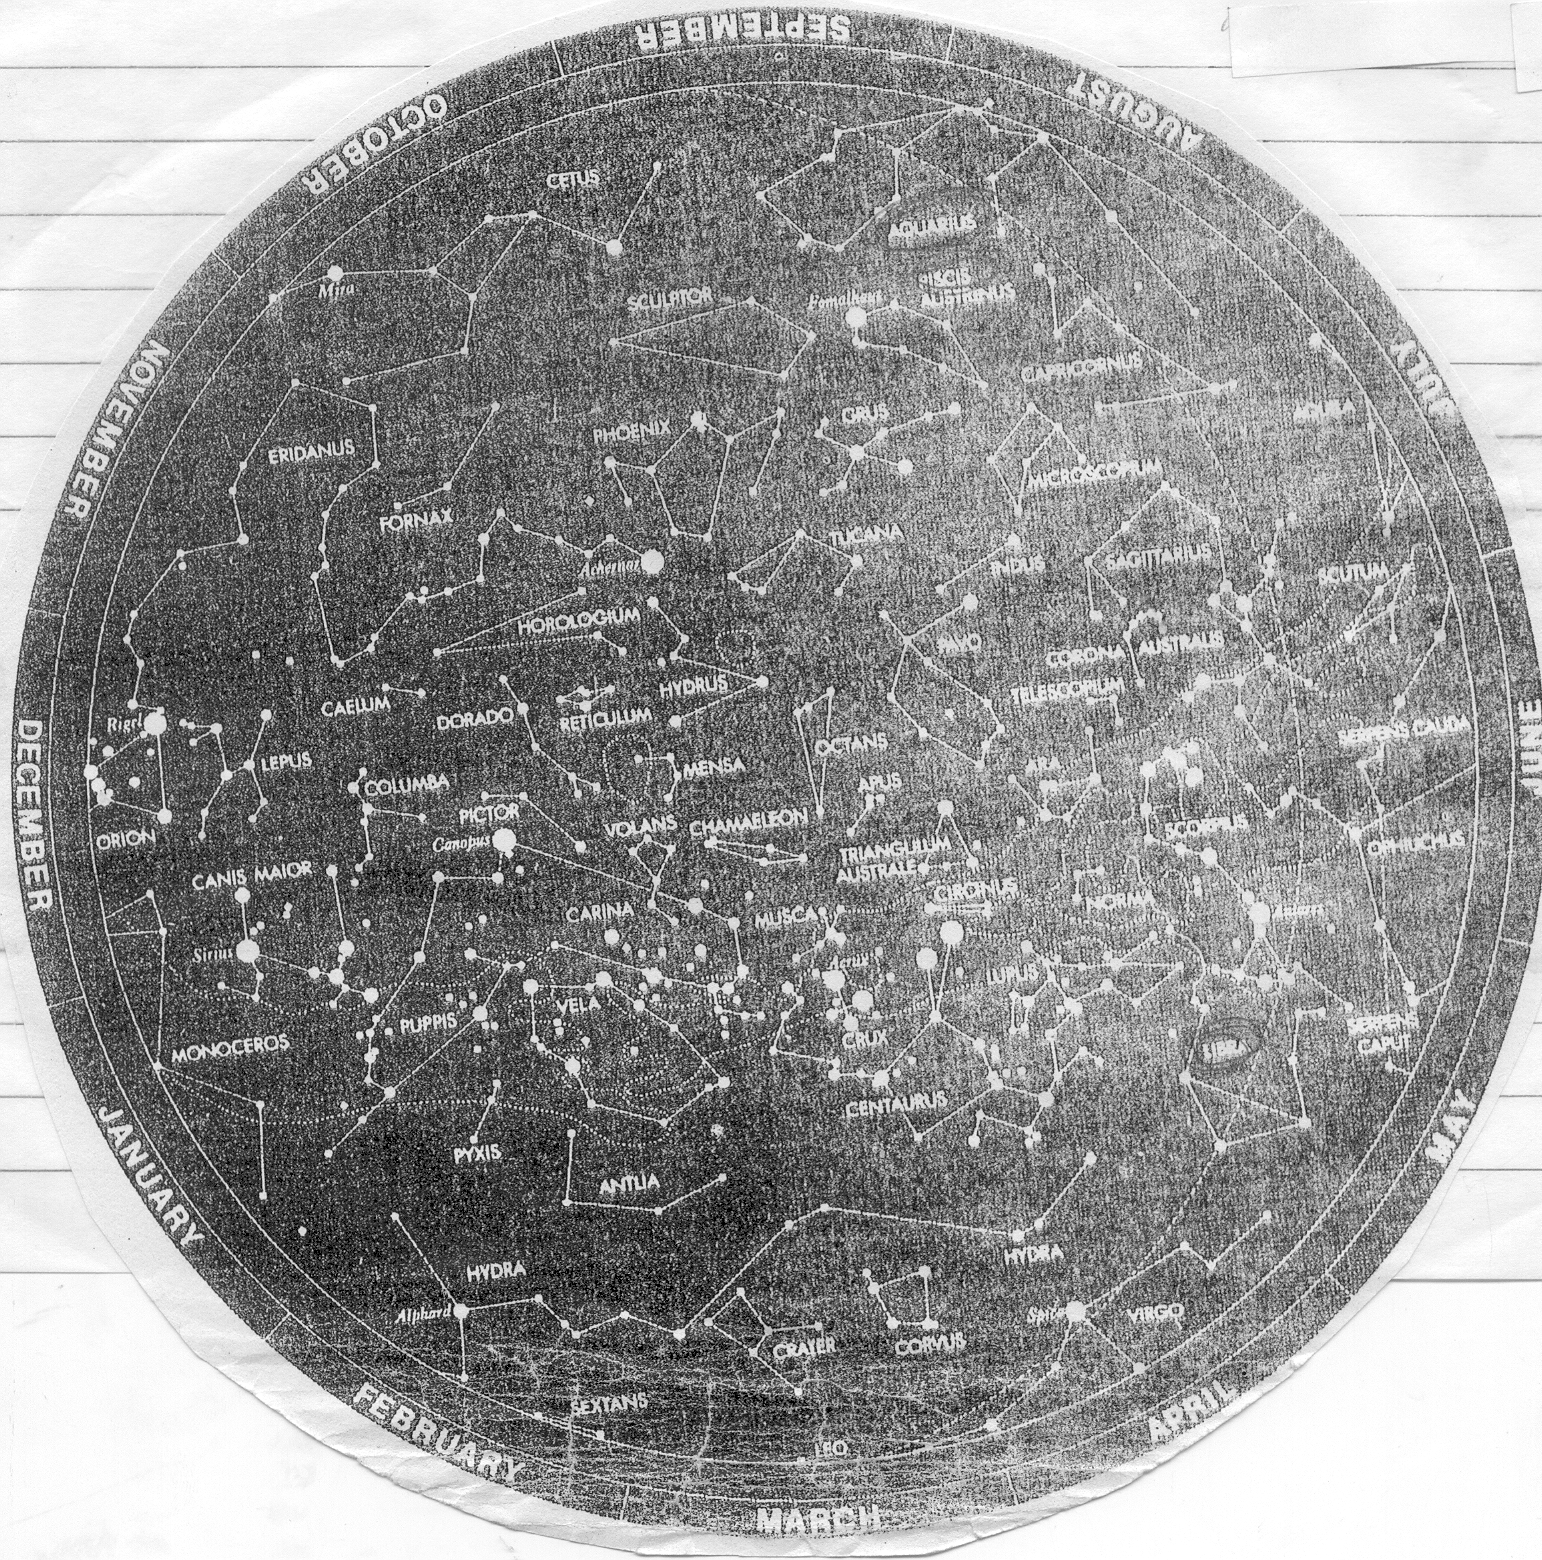 SEPTEMBER
AUGUST
OCTOBER
CETUS
AQUARIUS
Mira
SCULPTOR
Fomalhaut
PISCIS
AUSTRINUS
JULY
NOVEMBER
CAPRICORNUS
AQUILA
GRUS
PHOENIX
ERIDANUS
MICROSCOPIUM
FORNAX
TUCANA
Achernar
INDUS
SAGITTARIUS
SCUTUM
HOROLOGIUM
PAVO
CORONA AUSTRALIS
HYDRUS
TELESCOPIUM
CAELUM
DORADO
RETICULUM
Rigel
JUNE
SERPENS CAUDA
OCTANS
LEPUS
MENSA
ARA
APUS
COLUMBA
DECEMBER
PICTOR
VOLANS
CHAMAELEON
SCORPIUS
ORION
Canopus
TRIANGULUM
AUSTRALE
OPHIUCHUS
CANIS MAIOR
CIRCINUS
NORMA
CARINA
MUSCA
Antares
Sirius
LUPUS
VELA
PUPPIS
CRUX
SERPENS
CAPUT
LIBRA
MONOCEROS
CENTAURUS
MAY
JANUARY
PYXIS
ANTLIA
HYDRA
HYDRA
Alphard
Spica
VIRGO
CRATER
CORVUS
SEXTANS
LEO
FEBRUARY
APRIL
MARCH